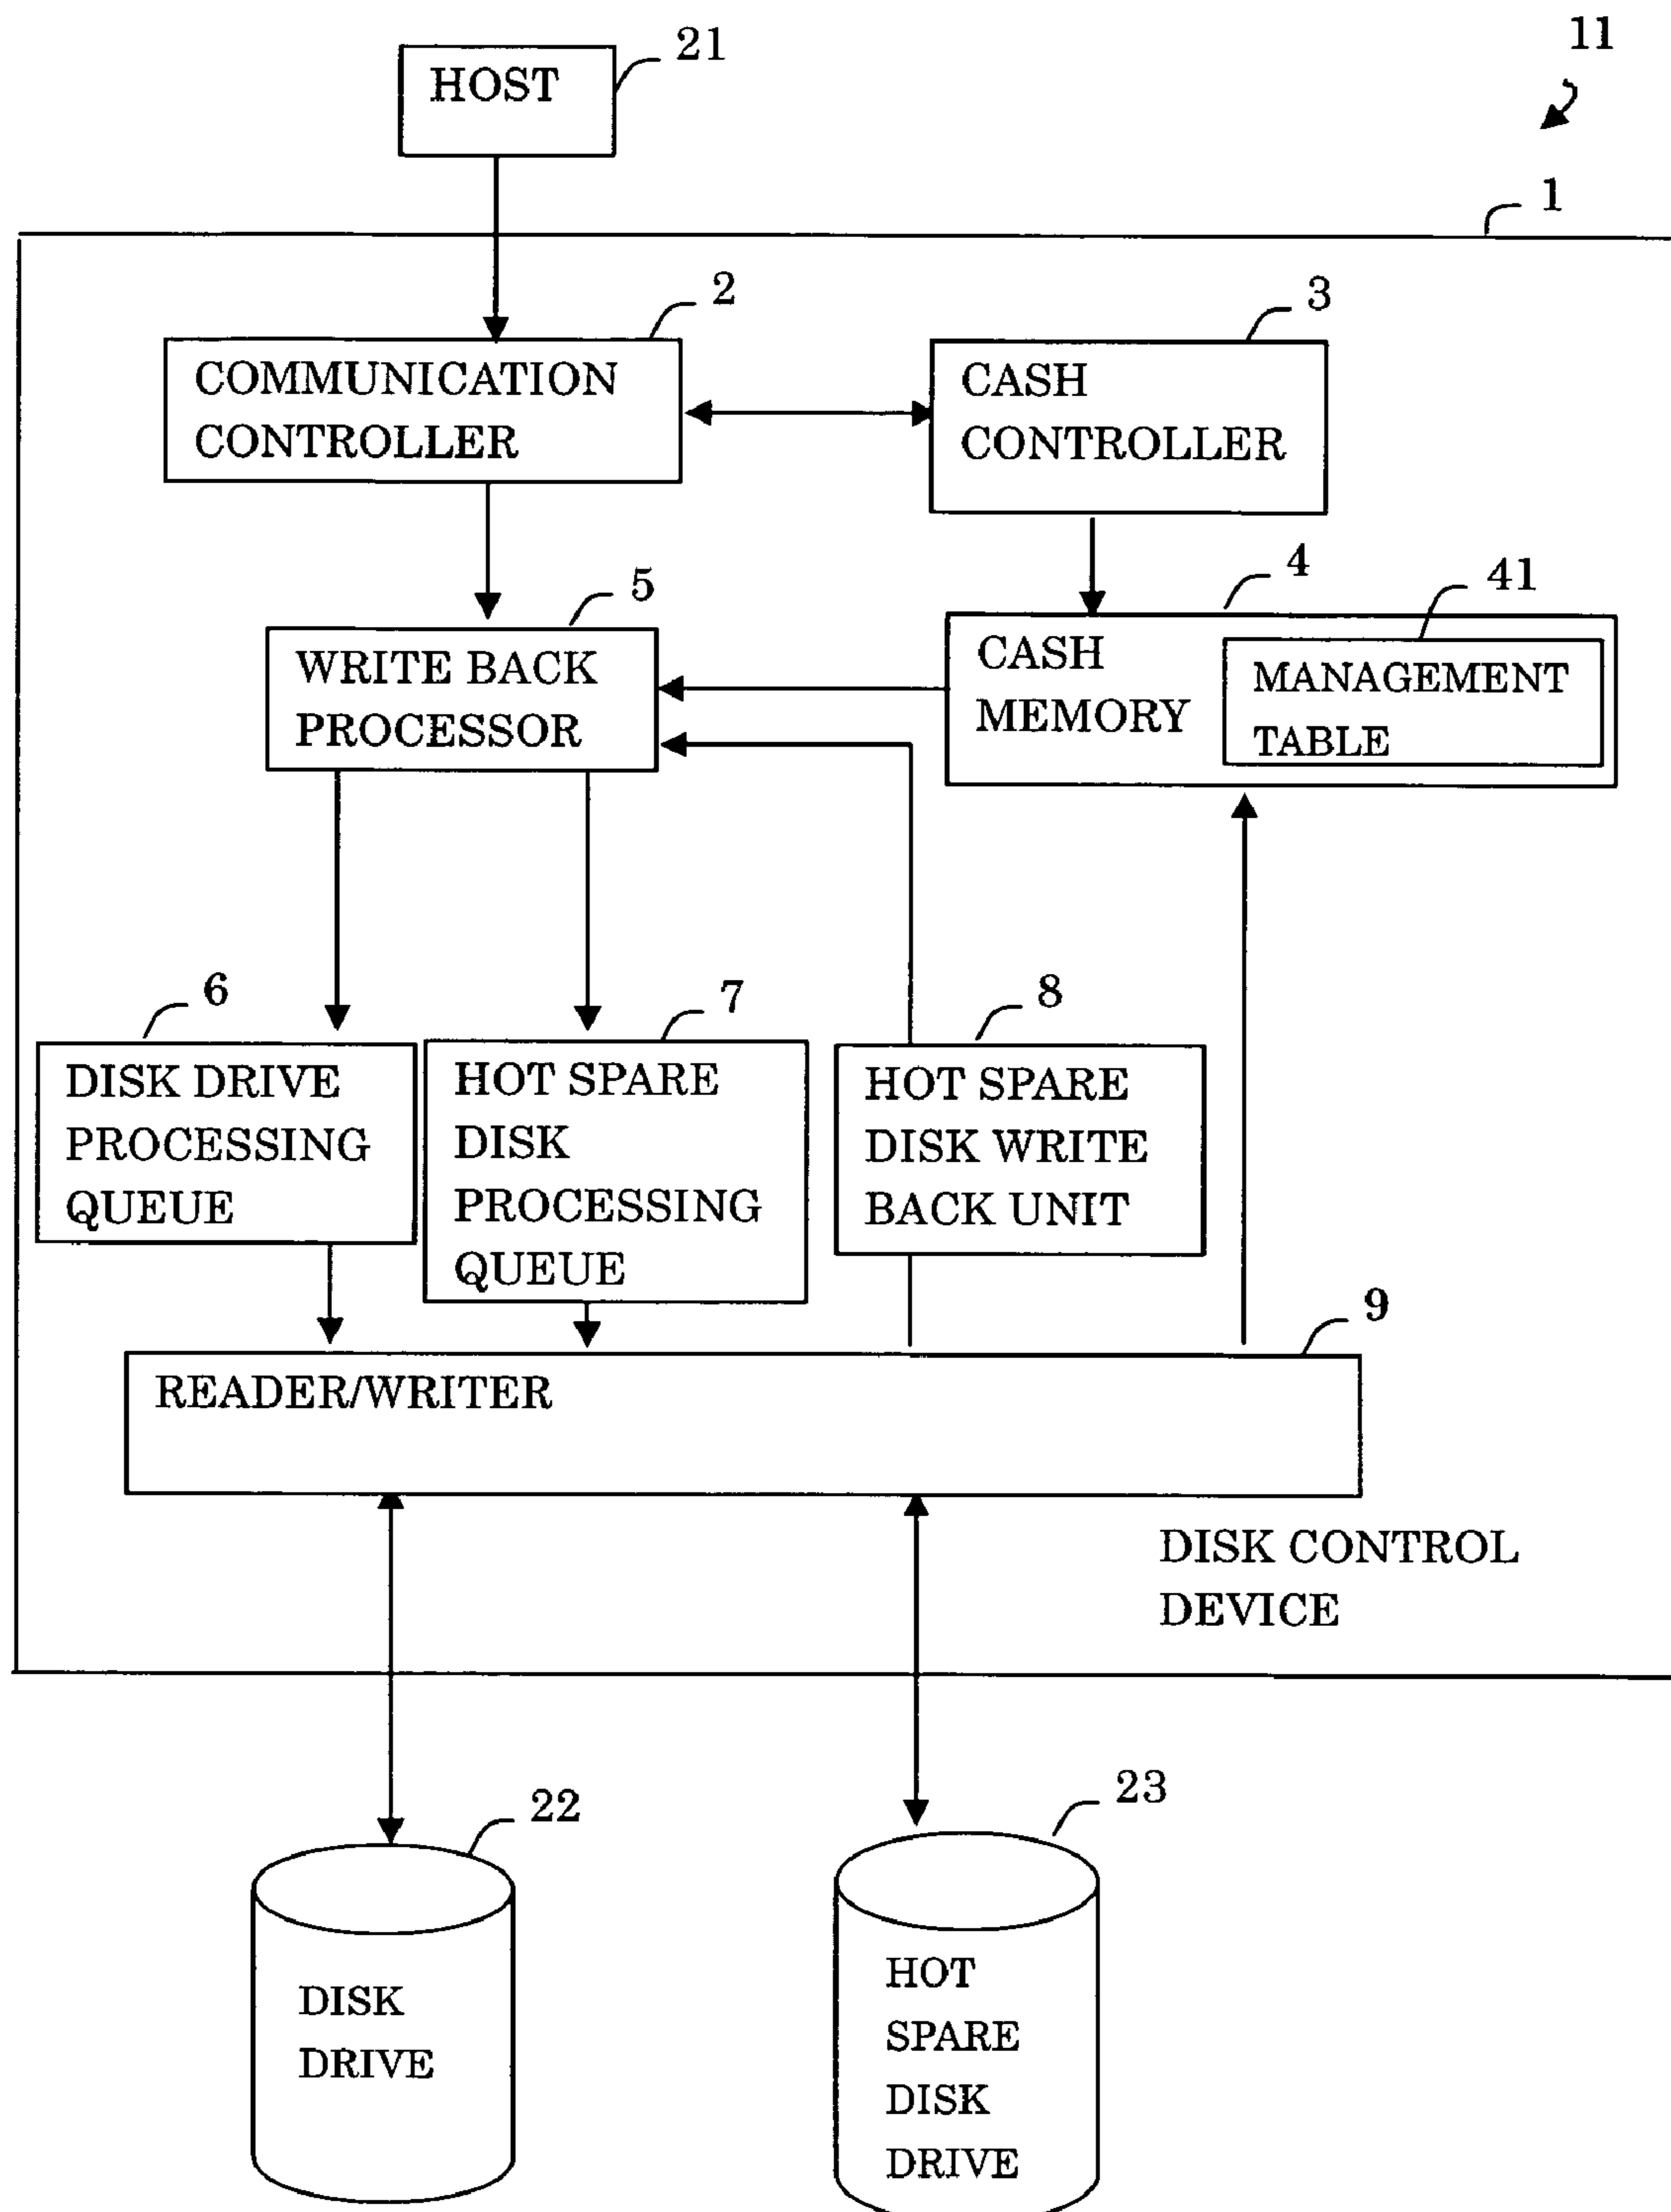 11
21
HOST
1
2
COMMUNICATION
CONTROLLER
3
CASH
CONTROLLER
5
WRITE BACK
PROCESSOR
4
CASH
MEMORY
41
MANAGEMENT
TABLE
6
DISK DRIVE
PROCESSING
QUEUE
7
HOT SPARE
DISK
PROCESSING
QUEUE
8
HOT SPARE
DISK WRITE
BACK UNIT
9
READER/WRITER
DISK CONTROL
DEVICE
22
DISK
DRIVE
23
HOT
SPARE
DISK
DRIVE